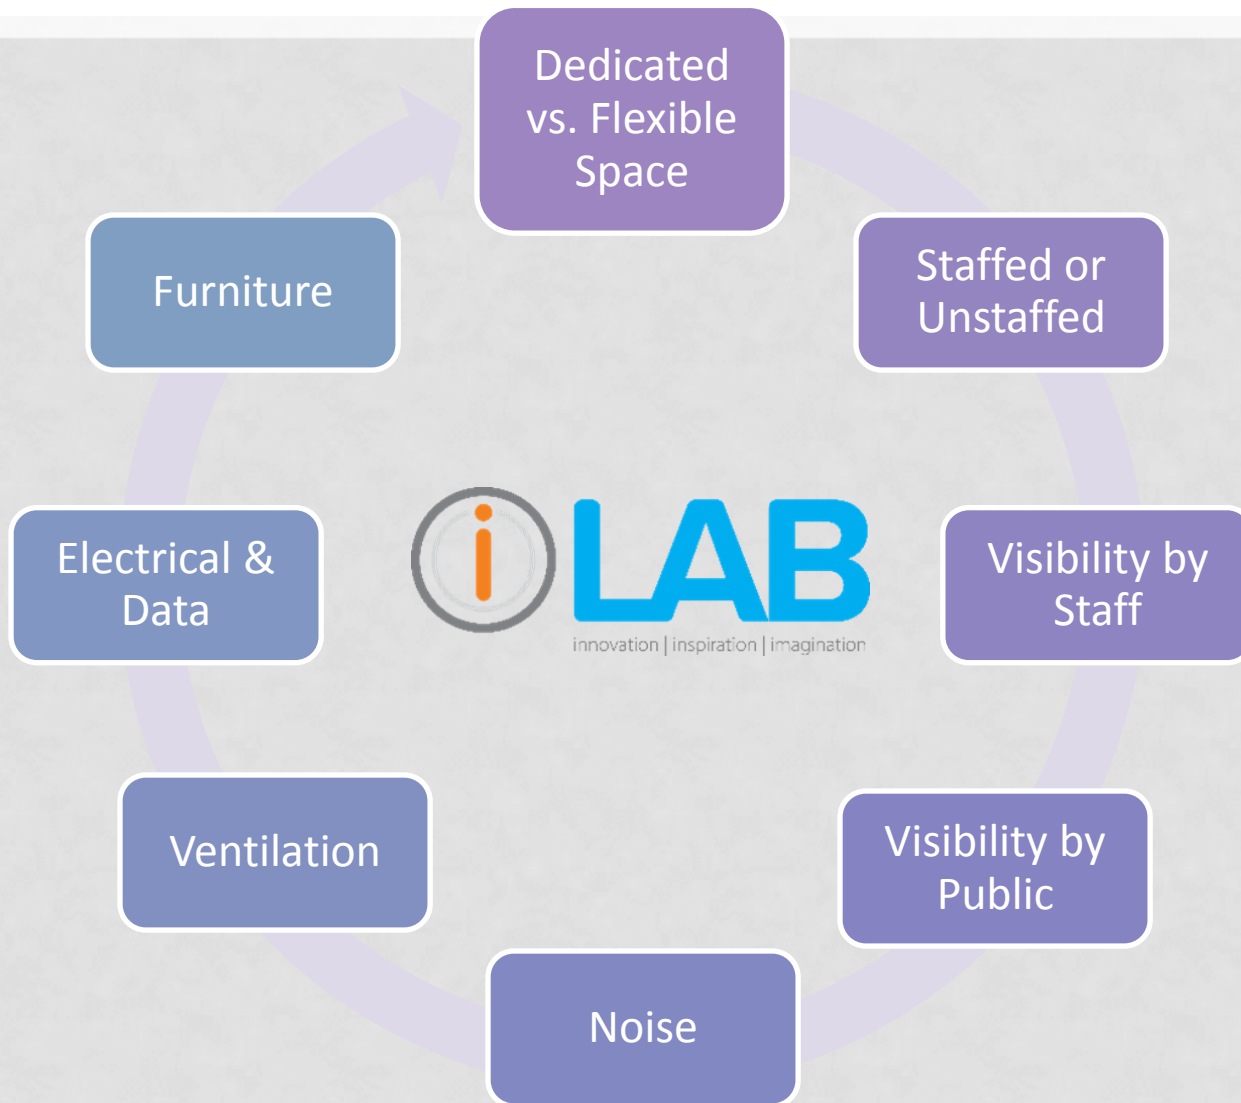 Dedicated
vs. Flexible
Space
Staffed or
Unstaffed
Visibility by
Staff
Visibility by
Public
Noise
Ventilation
Electrical &
Data
Furniture
i LAB
innovation | inspiration | imagination